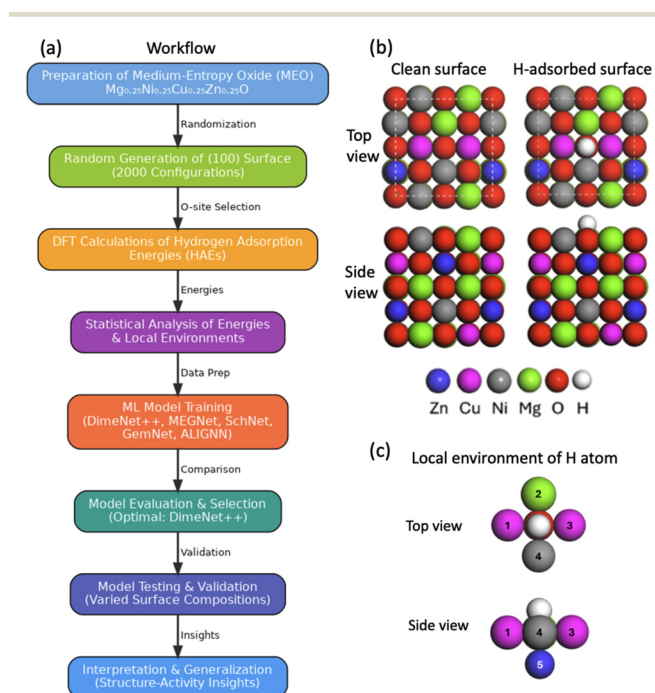 (a)
Workflow
Preparation of Medium-Entropy Oxide (MEO)
Mg₀.₂₅Ni₀.₂₅Cu₀.₂₅Zn₀.₂₅O
Randomization
Random Generation of (100) Surface
(2000 Configurations)
O-site Selection
DFT Calculations of Hydrogen Adsorption
Energies (HAEs)
Energies
Statistical Analysis of Energies
& Local Environments
Data Prep
ML Model Training
(DimeNet++, MEGNet, SchNet,
GemNet, ALIGNN)
Comparison
Model Evaluation & Selection
(Optimal: DimeNet++)
Validation
Model Testing & Validation
(Varied Surface Compositions)
Insights
Interpretation & Generalization
(Structure-Activity Insights)
(b)
Clean surface H-adsorbed surface
Top
view
Side
view
Zn Cu Ni Mg O H
(c)
Local environment of H atom
2
Top view 1 3
4
Side view 1 4 3
5